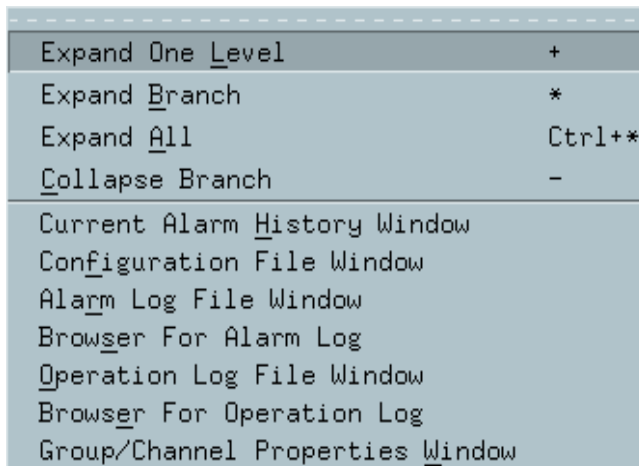 Expand One Level +
Expand Branch *
Expand All Ctrl+*
Collapse Branch -
Current Alarm History Window
Configuration File Window
Alarm Log File Window
Browser For Alarm Log
Operation Log File Window
Browser For Operation Log
Group/Channel Properties Window